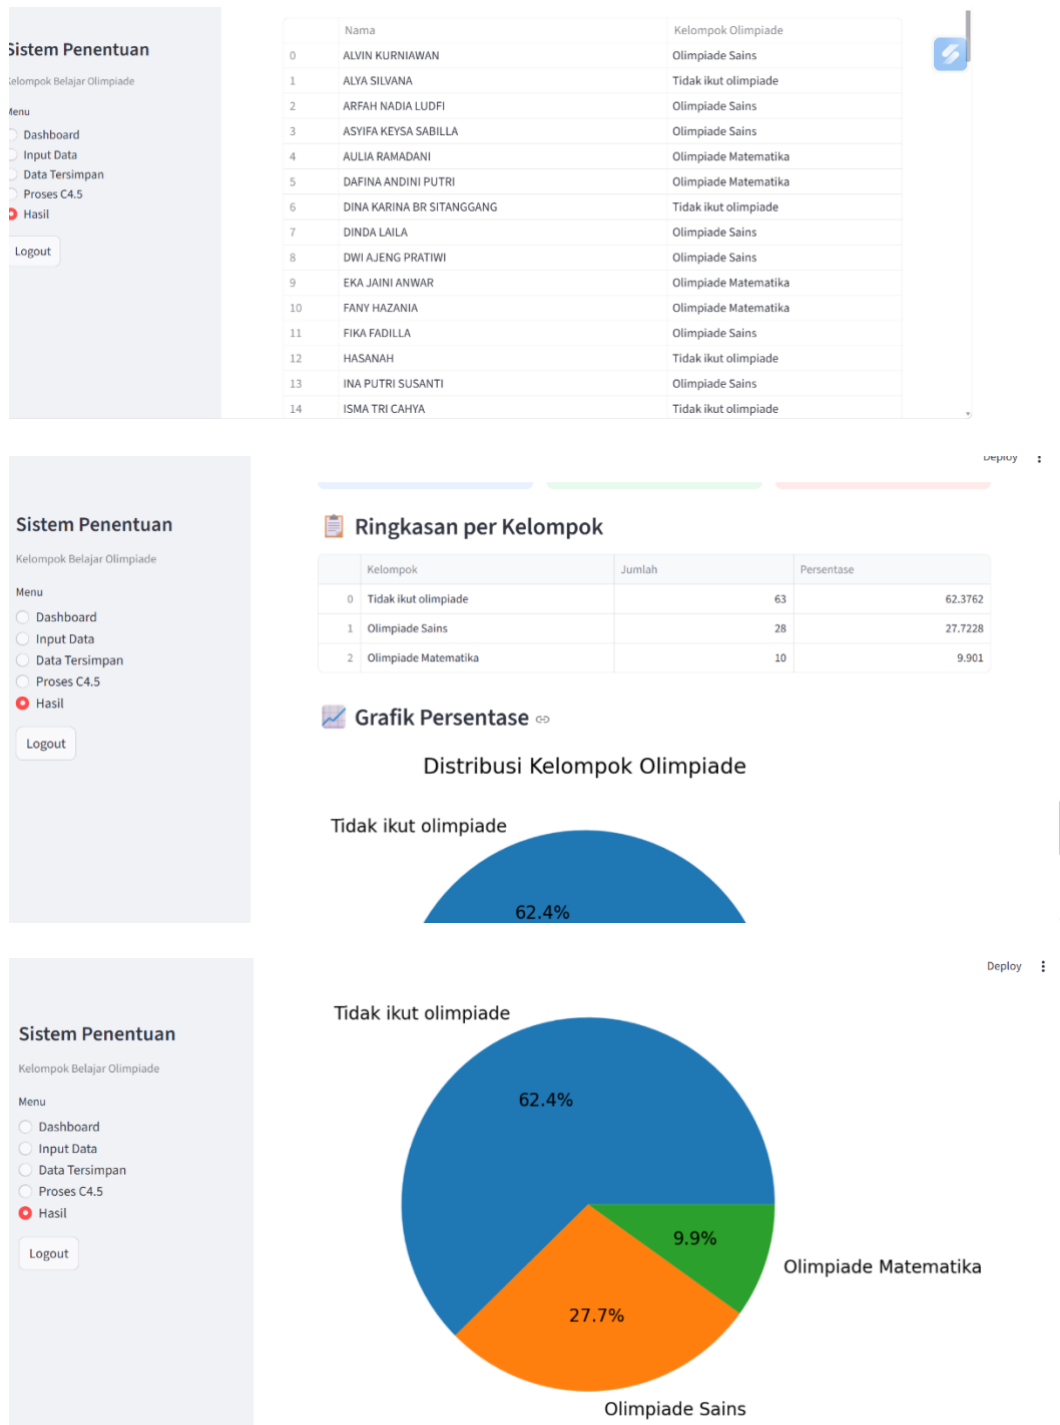 Sistem Penentuan
Kelompok Belajar Olimpiade
Menu
Dashboard
Input Data
Data Tersimpan
Proses C4.5
Hasil
Logout
Nama Kelompok Olimpiade
0 ALVIN KURNIAWAN Olimpiade Sains
1 ALYA SILVANA Tidak ikut olimpiade
2 ARFAH NADIA LUDFI Olimpiade Sains
3 ASYIFA KEYSA SABILLA Olimpiade Sains
4 AULIA RAMADANI Olimpiade Matematika
5 DAFINA ANDINI PUTRI Olimpiade Matematika
6 DINA KARINA BR SITANGGANG Tidak ikut olimpiade
7 DINDA LAILA Olimpiade Sains
8 DWI AJENG PRATIWI Olimpiade Sains
9 EKA JAINI ANWAR Olimpiade Matematika
10 FANY HAZANIA Olimpiade Matematika
11 FIKA FADILLA Olimpiade Sains
12 HASANAH Tidak ikut olimpiade
13 INA PUTRI SUSANTI Olimpiade Sains
14 ISMA TRI CAHYA Tidak ikut olimpiade
Deploy
Sistem Penentuan
Kelompok Belajar Olimpiade
Menu
Dashboard
Input Data
Data Tersimpan
Proses C4.5
Hasil
Logout
Ringkasan per Kelompok
Kelompok Jumlah Persentase
0 Tidak ikut olimpiade 63 62.3762
1 Olimpiade Sains 28 27.7228
2 Olimpiade Matematika 10 9.901
Grafik Persentase
Distribusi Kelompok Olimpiade
Tidak ikut olimpiade
62.4%
Deploy
Sistem Penentuan
Kelompok Belajar Olimpiade
Menu
Dashboard
Input Data
Data Tersimpan
Proses C4.5
Hasil
Logout
Tidak ikut olimpiade
62.4%
9.9%
Olimpiade Matematika
27.7%
Olimpiade Sains